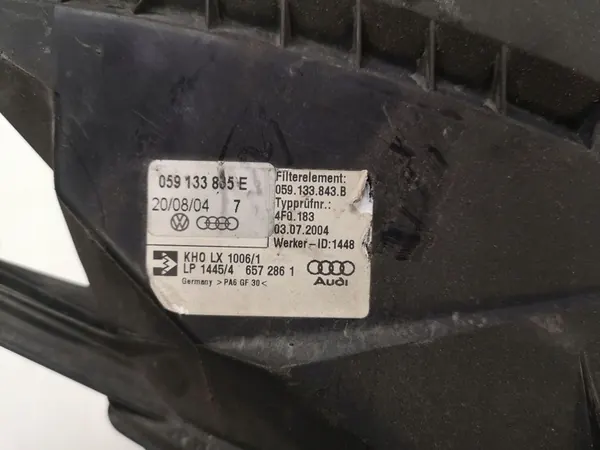 059 133 835 E
20/08/04 7
Filterelement:
059.133.843.B
Typprüfnr.:
4FQ.183
03.07.2004
Werker-ID:1448
KHO LX 1006/1
LP 1445/4 657 286 1
Germany >PA6 GF 30<
Audi